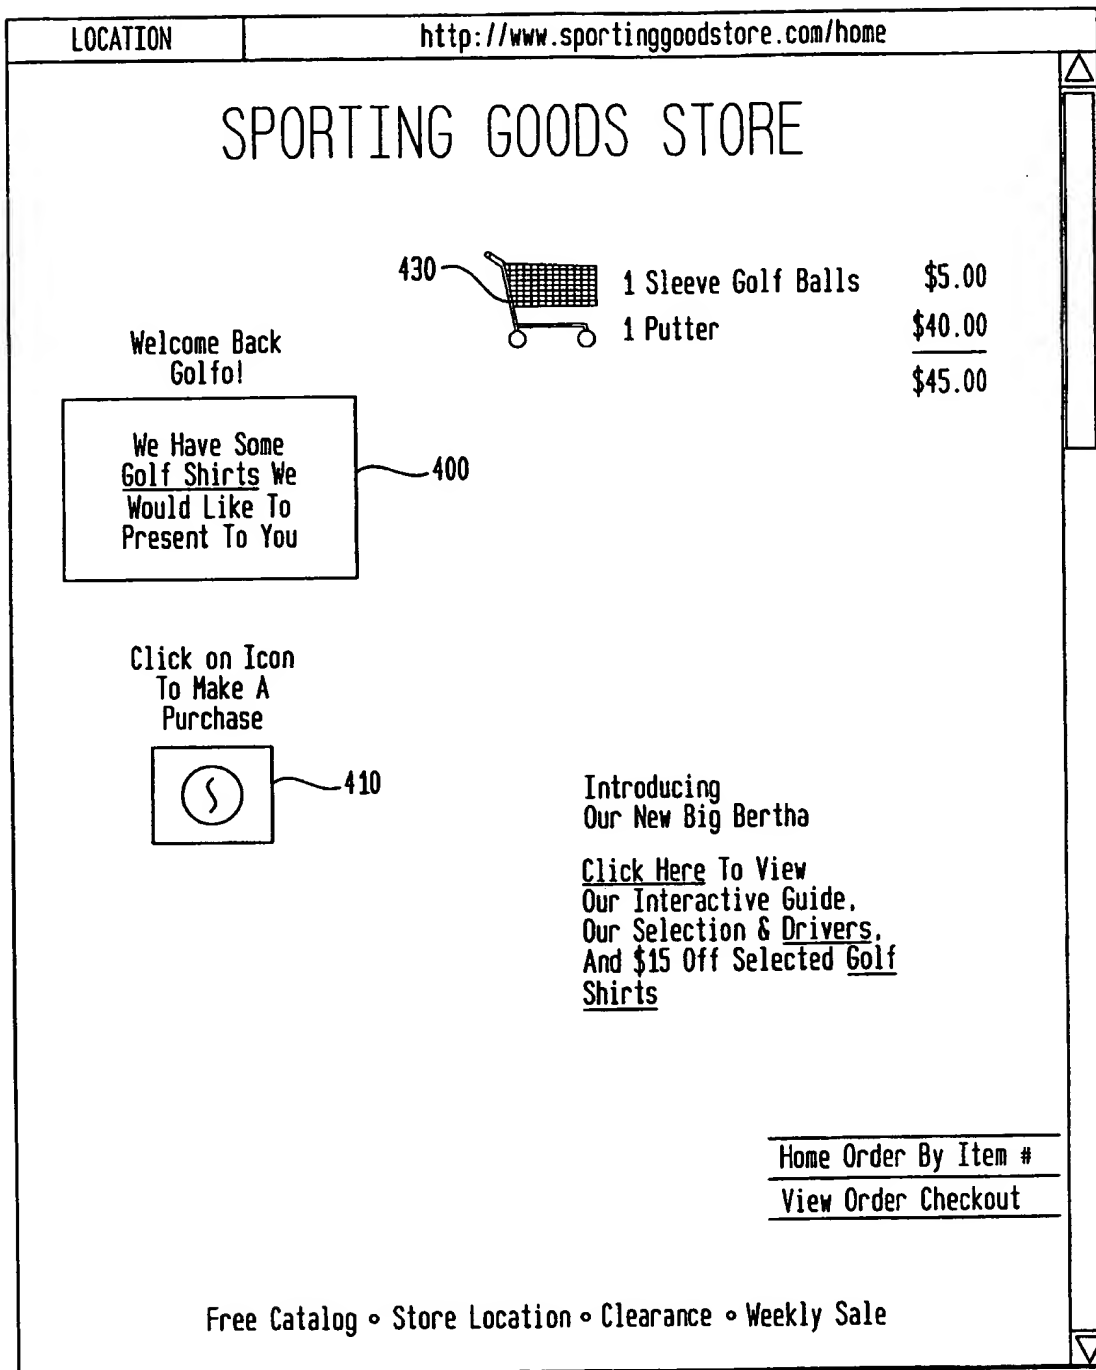 LOCATION http://www.sportinggoodstore.com/home
SPORTING GOODS STORE
430
1 Sleeve Golf Balls $5.00
1 Putter $40.00
$45.00
Welcome Back
Golfo!
We Have Some
Golf Shirts We
Would Like To
Present To You
400
Click on Icon
To Make A
Purchase
410
Introducing
Our New Big Bertha
Click Here To View
Our Interactive Guide,
Our Selection & Drivers,
And $15 Off Selected Golf
Shirts
Home Order By Item #
View Order Checkout
Free Catalog ∘ Store Location ∘ Clearance ∘ Weekly Sale